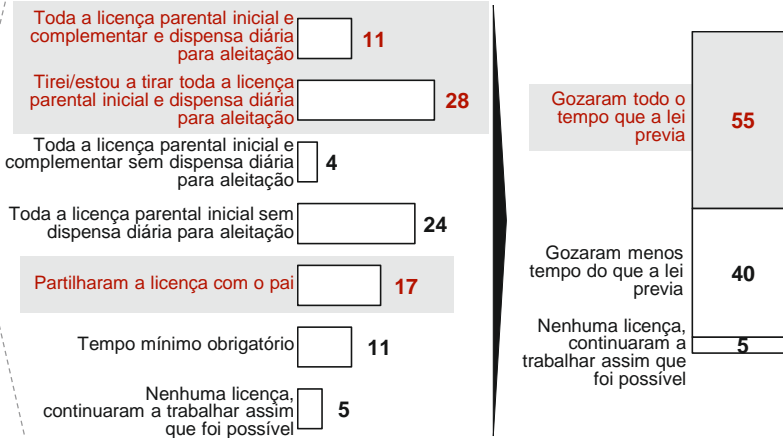 Toda a licença parental inicial e
complementar e dispensa diária
para aleitação
11
Tirei/estou a tirar toda a licença
parental inicial e dispensa diária
para aleitação
28
Toda a licença parental inicial e
complementar sem dispensa diária
para aleitação
4
Toda a licença parental inicial sem
dispensa diária para aleitação
24
Partilharam a licença com o pai
17
Tempo mínimo obrigatório
11
Nenhuma licença,
continuaram a trabalhar assim
que foi possível
5
Gozaram todo o
tempo que a lei
previa
55
Gozaram menos
tempo do que a lei
previa
40
Nenhuma licença,
continuaram a
trabalhar assim que
foi possível
5